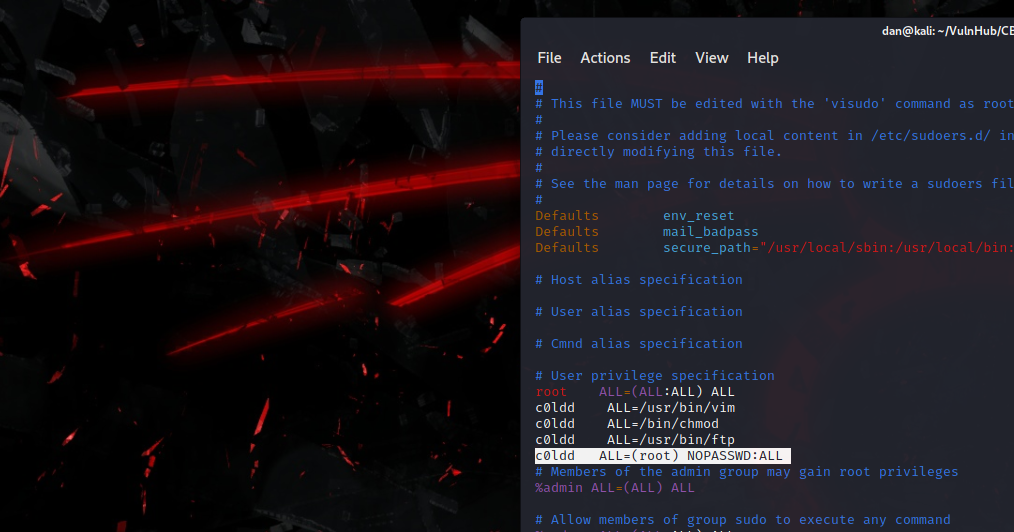 dan@kali: ~/VulnHub/CE
File Actions Edit View Help
#
# This file MUST be edited with the 'visudo' command as root
#
# Please consider adding local content in /etc/sudoers.d/ in
# directly modifying this file.
#
# See the man page for details on how to write a sudoers fil
#
Defaults env_reset
Defaults mail_badpass
Defaults secure_path="/usr/local/sbin:/usr/local/bin:
# Host alias specification
# User alias specification
# Cmnd alias specification
# User privilege specification
root ALL=(ALL:ALL) ALL
c0ldd ALL=/usr/bin/vim
c0ldd ALL=/bin/chmod
c0ldd ALL=/usr/bin/ftp
c0ldd ALL=(root) NOPASSWD:ALL
# Members of the admin group may gain root privileges
%admin ALL=(ALL) ALL
# Allow members of group sudo to execute any command